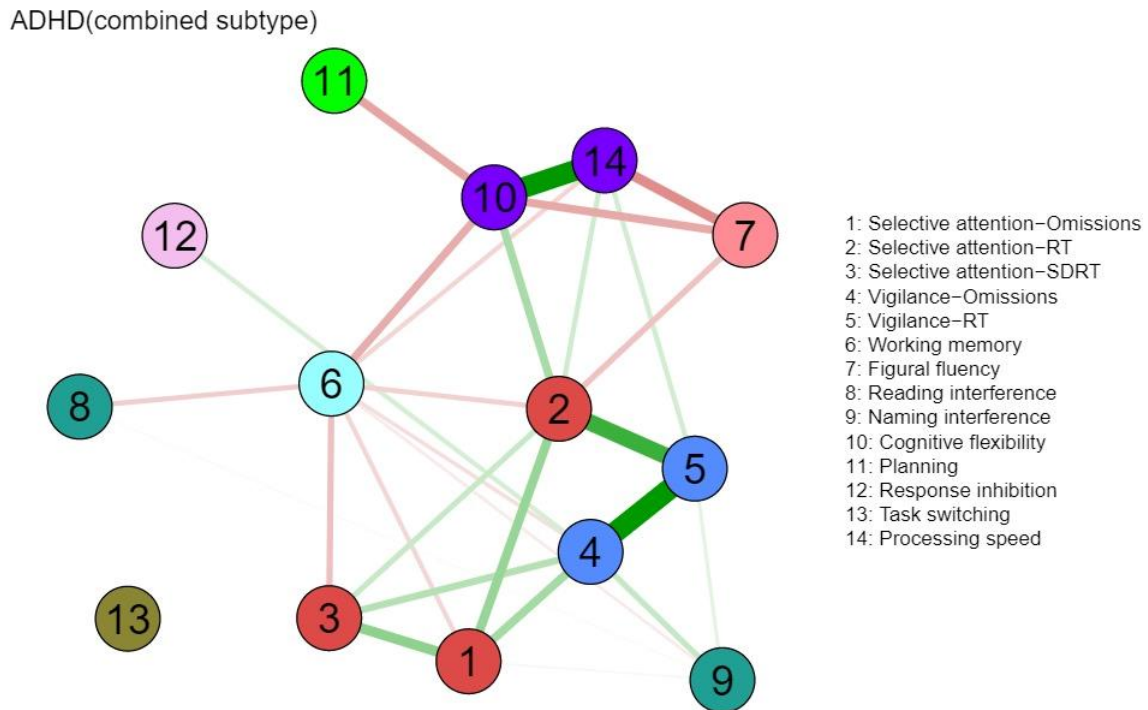 ADHD(combined subtype)
11
14
10
12
7
6
8
2
5
4
3
13
1
9
1: Selective attention−Omissions
2: Selective attention−RT
3: Selective attention−SDRT
4: Vigilance−Omissions
5: Vigilance−RT
6: Working memory
7: Figural fluency
8: Reading interference
9: Naming interference
10: Cognitive flexibility
11: Planning
12: Response inhibition
13: Task switching
14: Processing speed